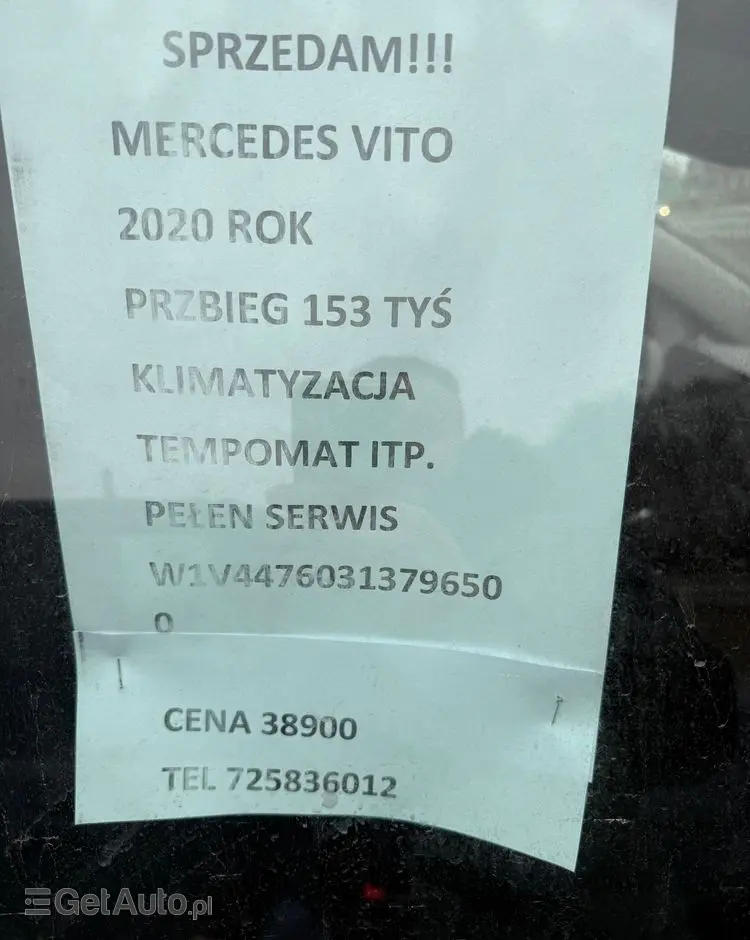 SPRZEDAM!!!
MERCEDES VITO
2020 ROK
PRZBIEG 153 TYŚ
KLIMATYZACJA
TEMPOMAT ITP.
PEŁEN SERWIS
W1V4476031379650
0
CENA 38900
TEL 725836012
GetAuto.pl